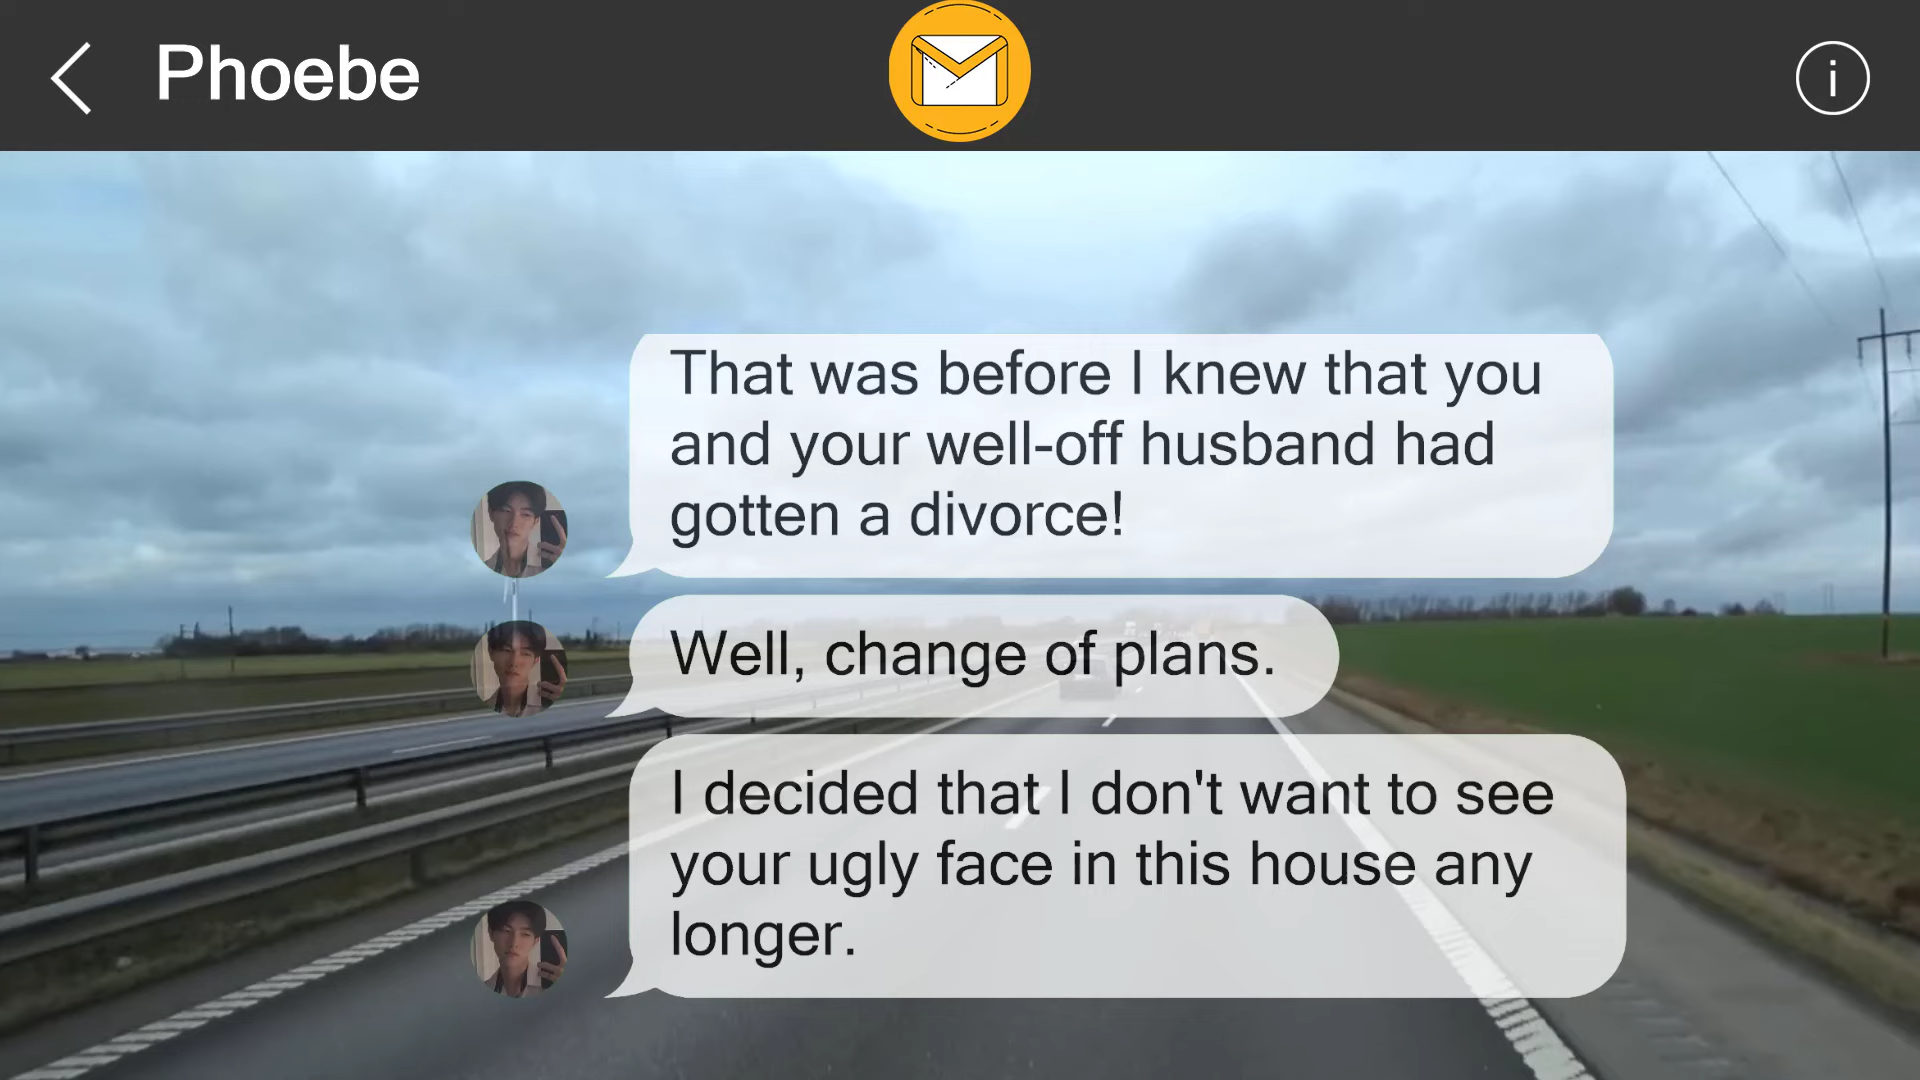 Phoebe
i
That was before I knew that you
and your well-off husband had
gotten a divorce!
Well, change of plans.
I decided that I don't want to see
your ugly face in this house any
longer.